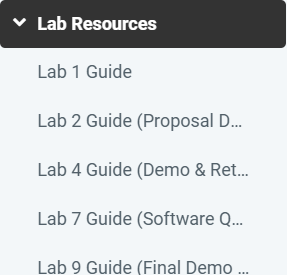 Lab Resources
Lab 1 Guide
Lab 2 Guide (Proposal D...
Lab 4 Guide (Demo & Ret...
Lab 7 Guide (Software Q...
Lab 9 Guide (Final Demo ...